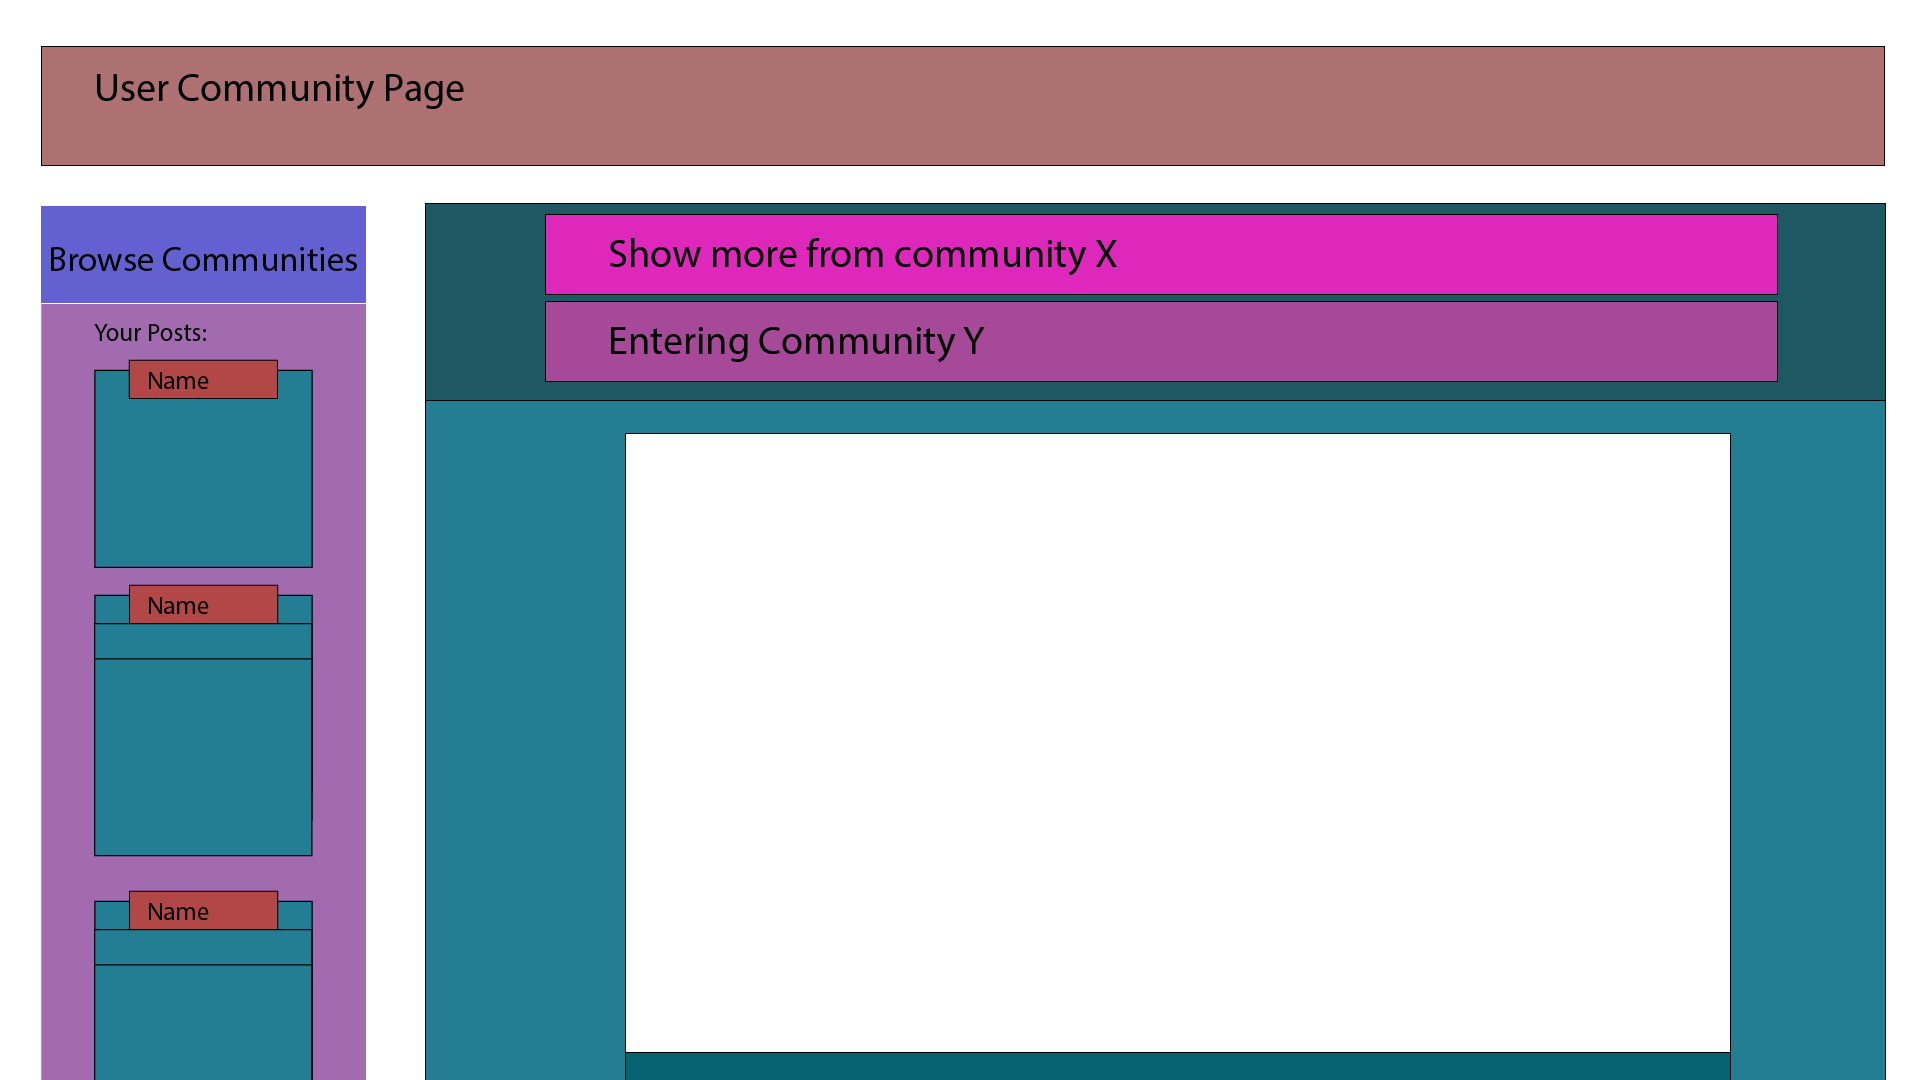 User Community Page
Browse Communities
Your Posts:
Name
Name
Name
Show more from community X
Entering Community Y